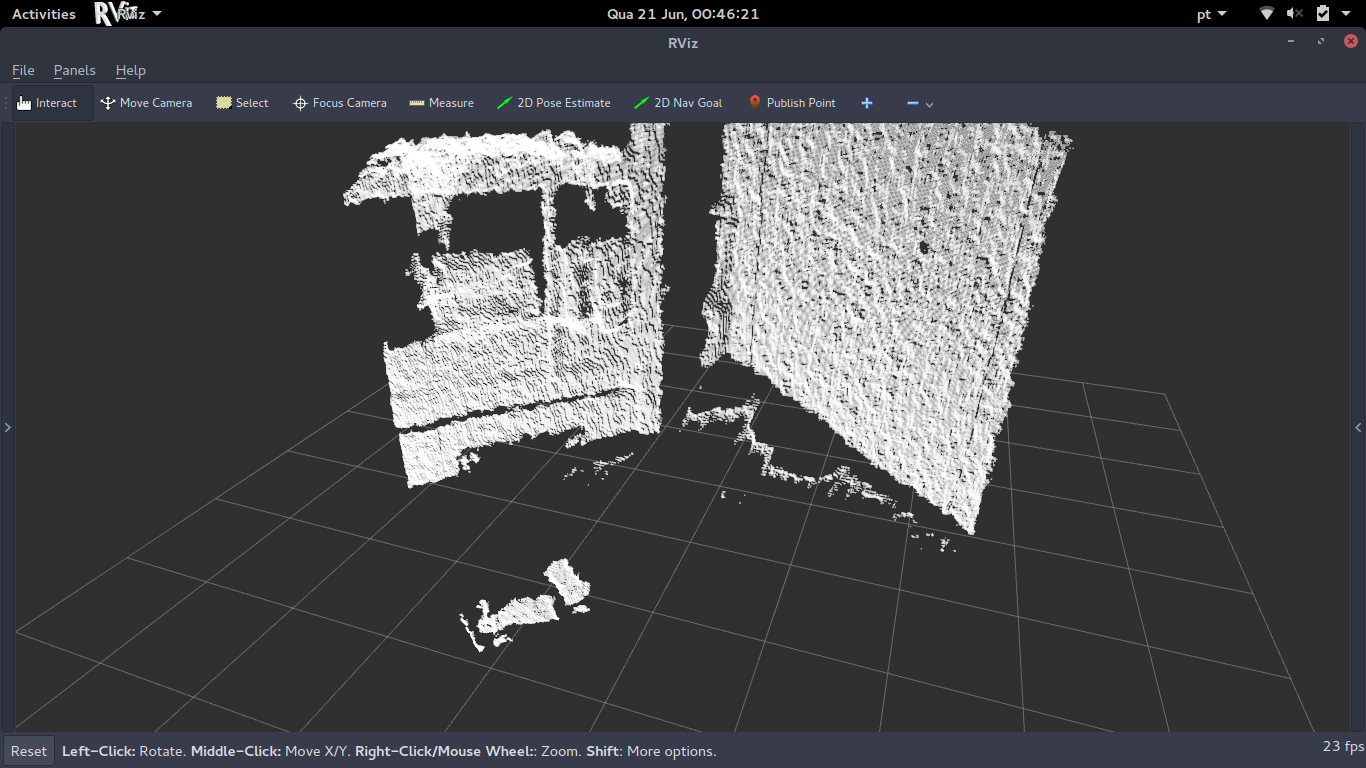 Activities RViz Qua 21 Jun, 00:46:21 pt
RViz
File Panels Help
Interact Move Camera Select Focus Camera Measure 2D Pose Estimate 2D Nav Goal Publish Point
Reset Left-Click: Rotate. Middle-Click: Move X/Y. Right-Click/Mouse Wheel:: Zoom. Shift: More options. 23 fps